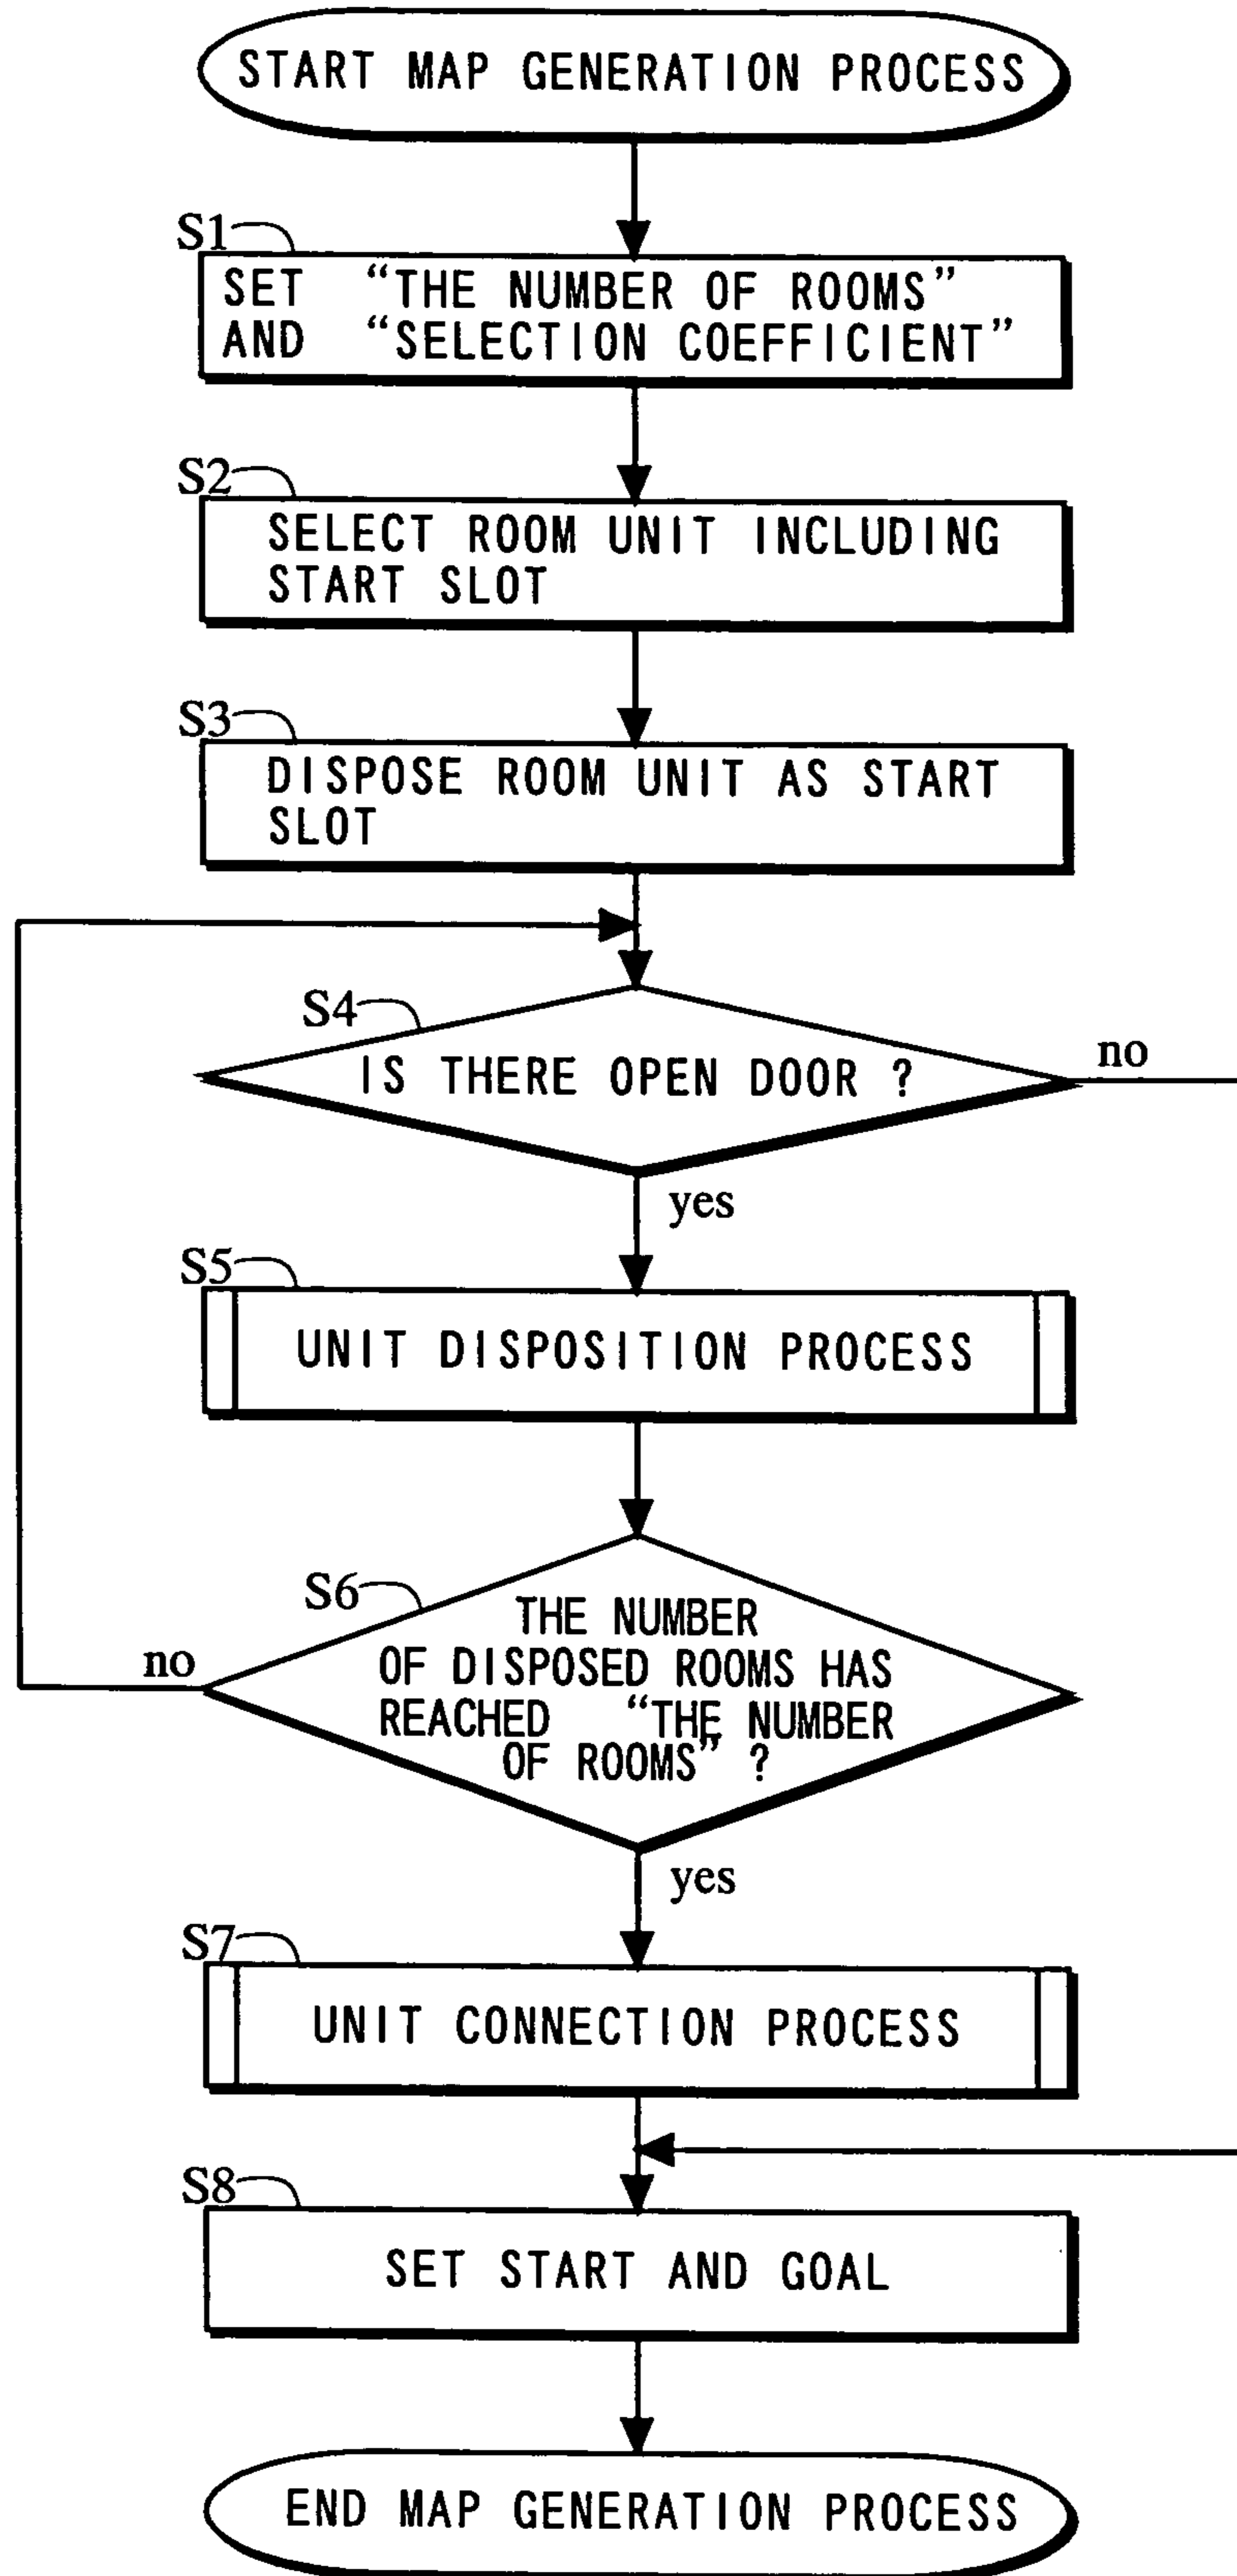 START MAP GENERATION PROCESS
S1
SET “THE NUMBER OF ROOMS”
AND “SELECTION COEFFICIENT”
S2
SELECT ROOM UNIT INCLUDING
START SLOT
S3
DISPOSE ROOM UNIT AS START
SLOT
S4
IS THERE OPEN DOOR ?
no
yes
S5
UNIT DISPOSITION PROCESS
S6
THE NUMBER
OF DISPOSED ROOMS HAS
REACHED “THE NUMBER
OF ROOMS” ?
no
yes
S7
UNIT CONNECTION PROCESS
S8
SET START AND GOAL
END MAP GENERATION PROCESS